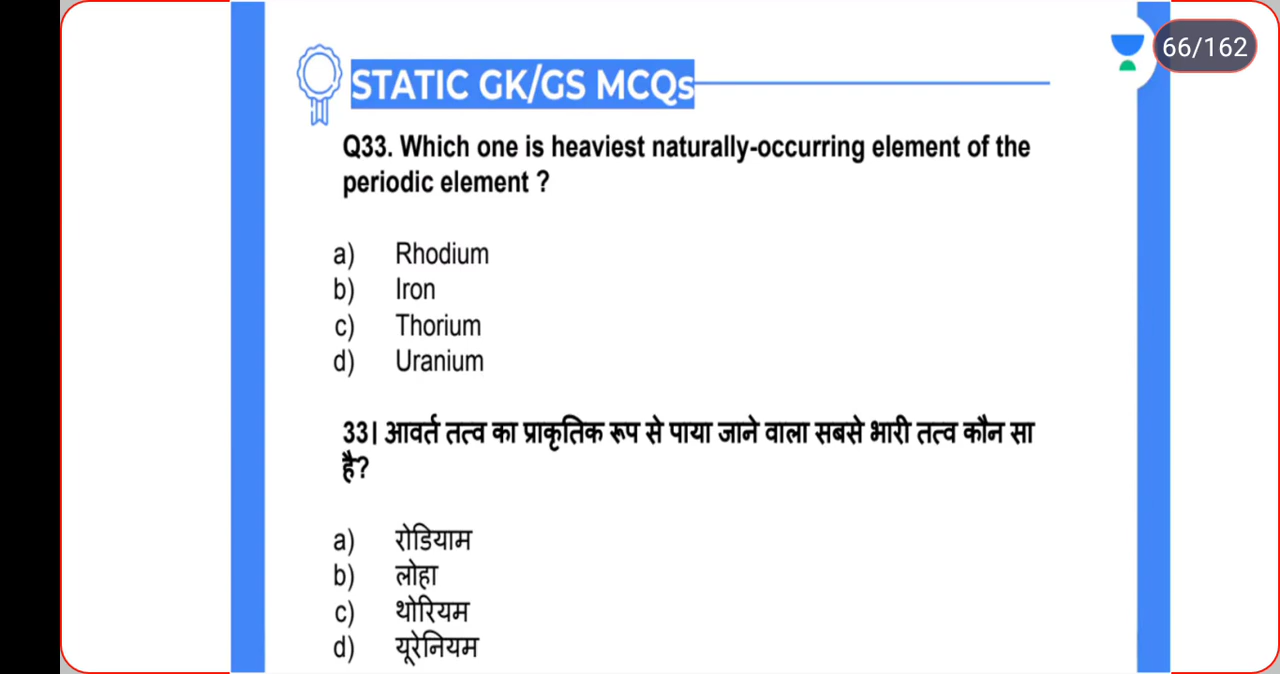 66/162
STATIC GK/GS MCQs
Q33. Which one is heaviest naturally-occurring element of the
periodic element ?
a) Rhodium
b) Iron
c) Thorium
d) Uranium
33| आवर्त तत्व का प्राकृतिक रूप से पाया जाने वाला सबसे भारी तत्व कौन सा
है?
a) रोडियाम
b) लोहा
c) थोरियम
d) यूरेनियम